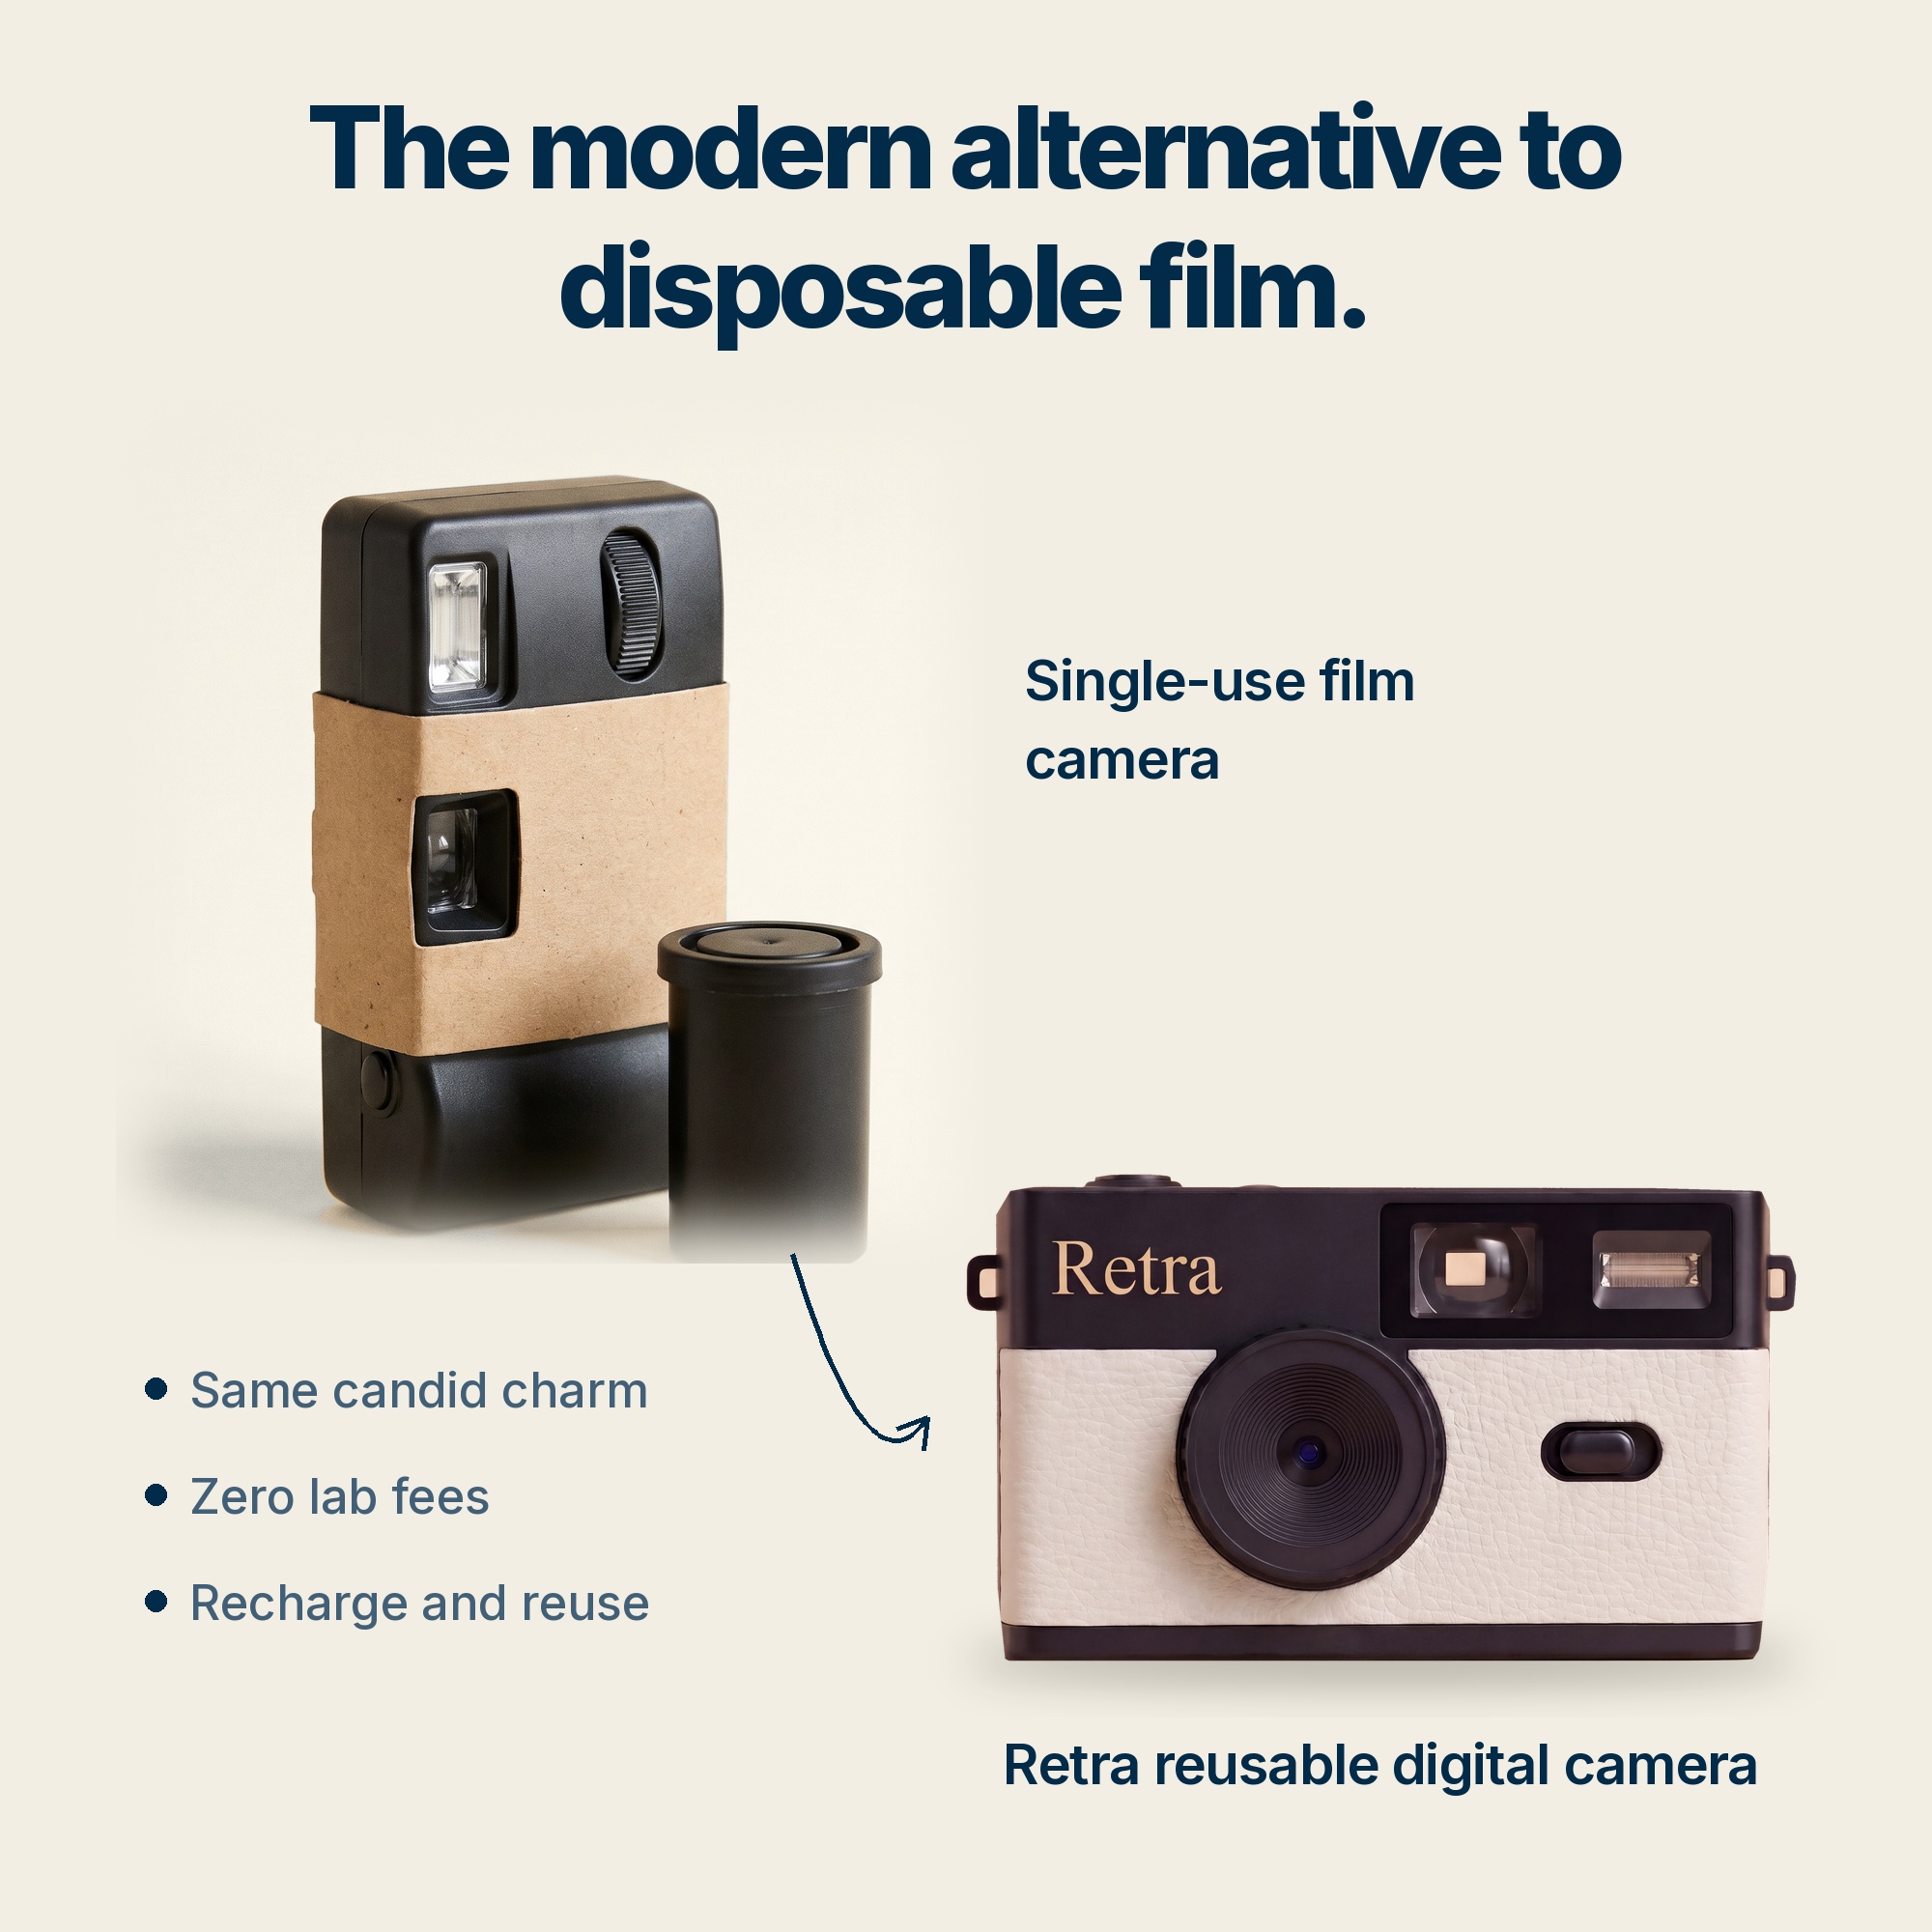 The modern alternative to
disposable film.
Single-use film
camera
Retra
Same candid charm
Zero lab fees
Recharge and reuse
Retra reusable digital camera